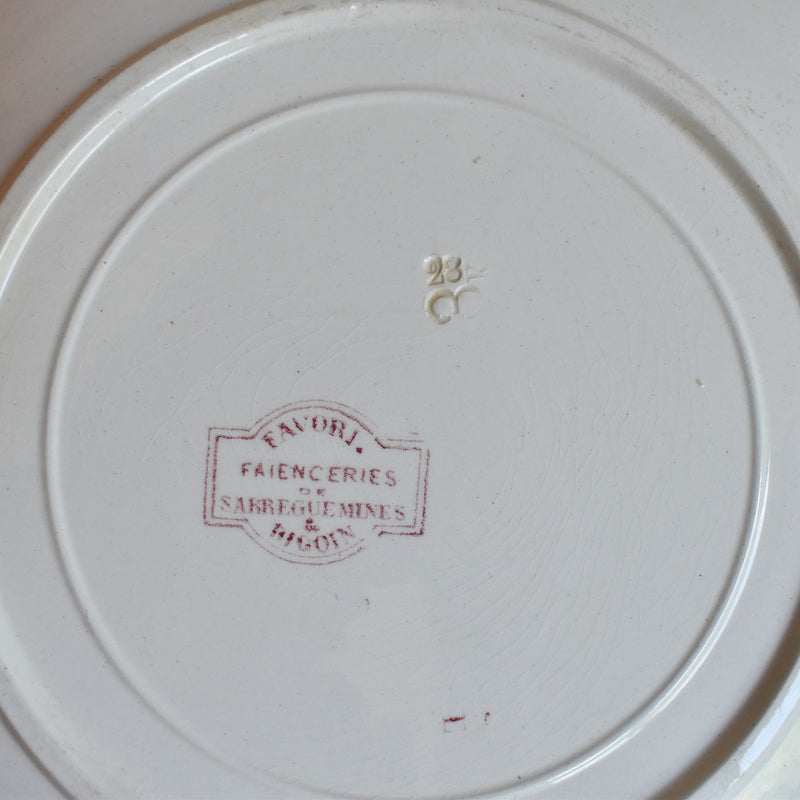 23
FAVORI.
FAIENCERIES
DE
SARREGUEMINES
&
DIGOIN